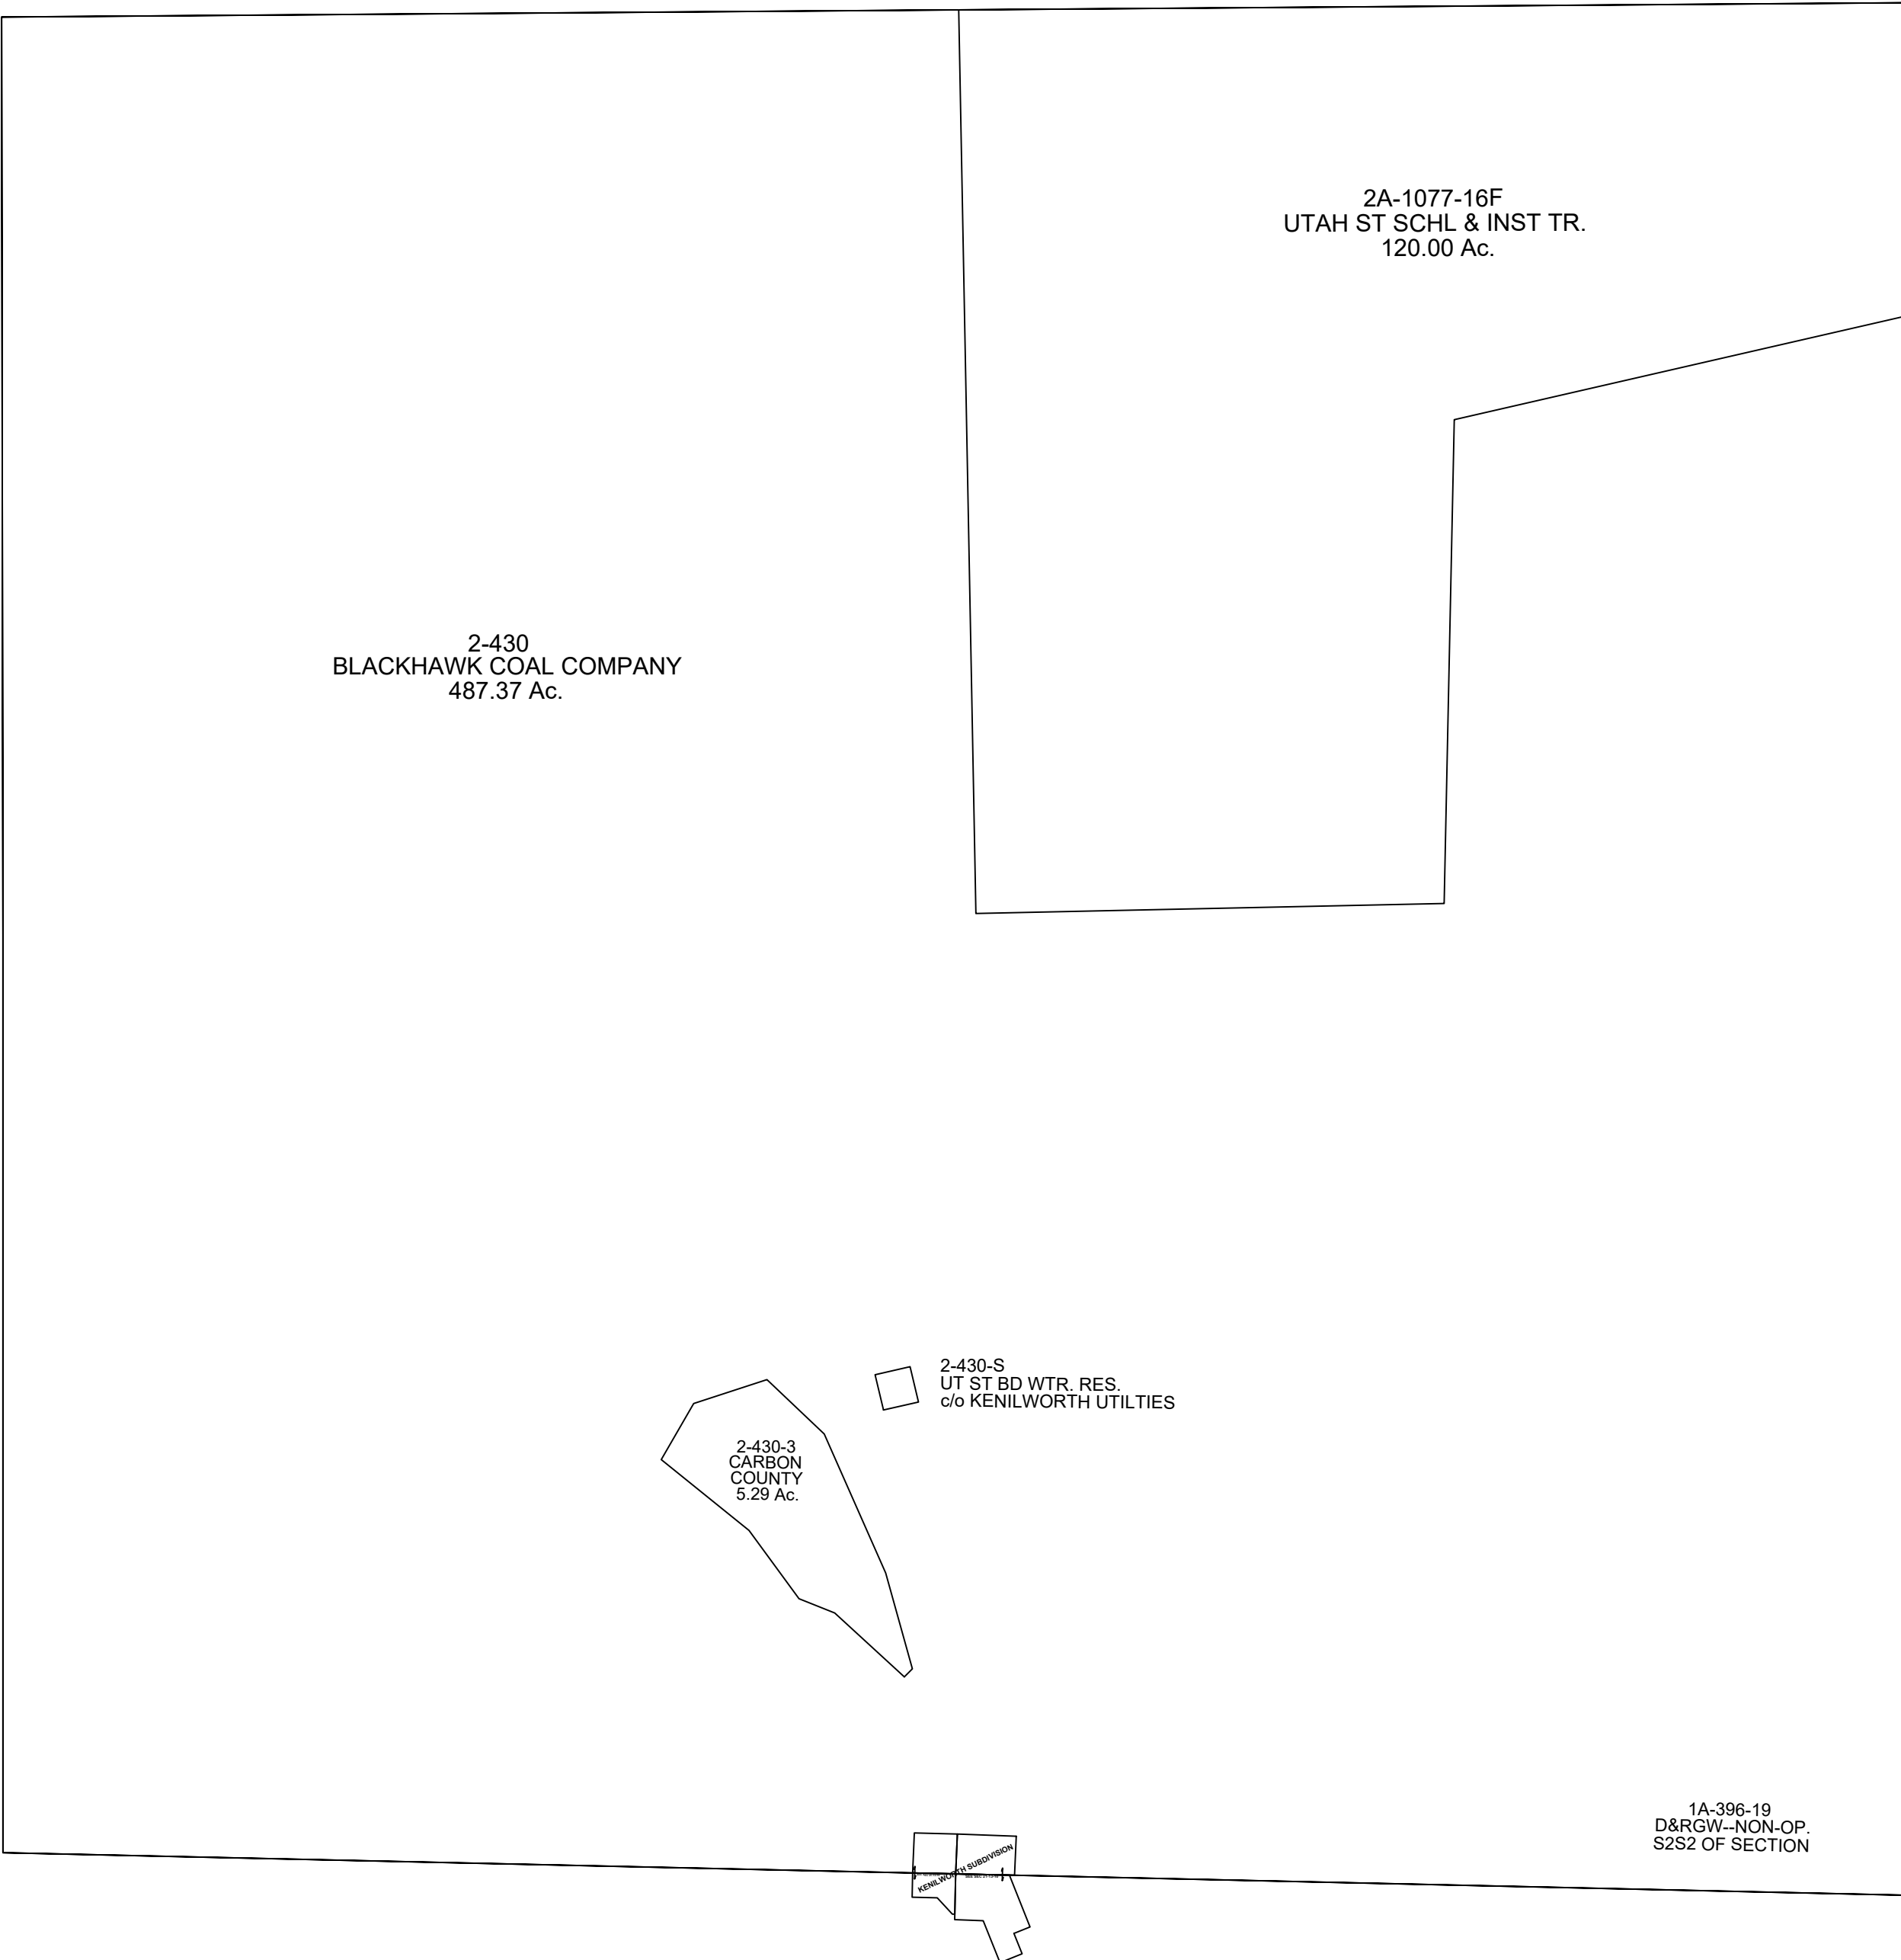 2A-1077-16F
UTAH ST SCHL & INST TR.
120.00 Ac.
2-430
BLACKHAWK COAL COMPANY
487.37 Ac.
2-430-S
UT ST BD WTR. RES.
c/o KENILWORTH UTILTIES
2-430-3
CARBON
COUNTY
5.29 Ac.
1A-396-19
D&RGW--NON-OP.
S2S2 OF SECTION
KENILWORTH SUBDIVISION